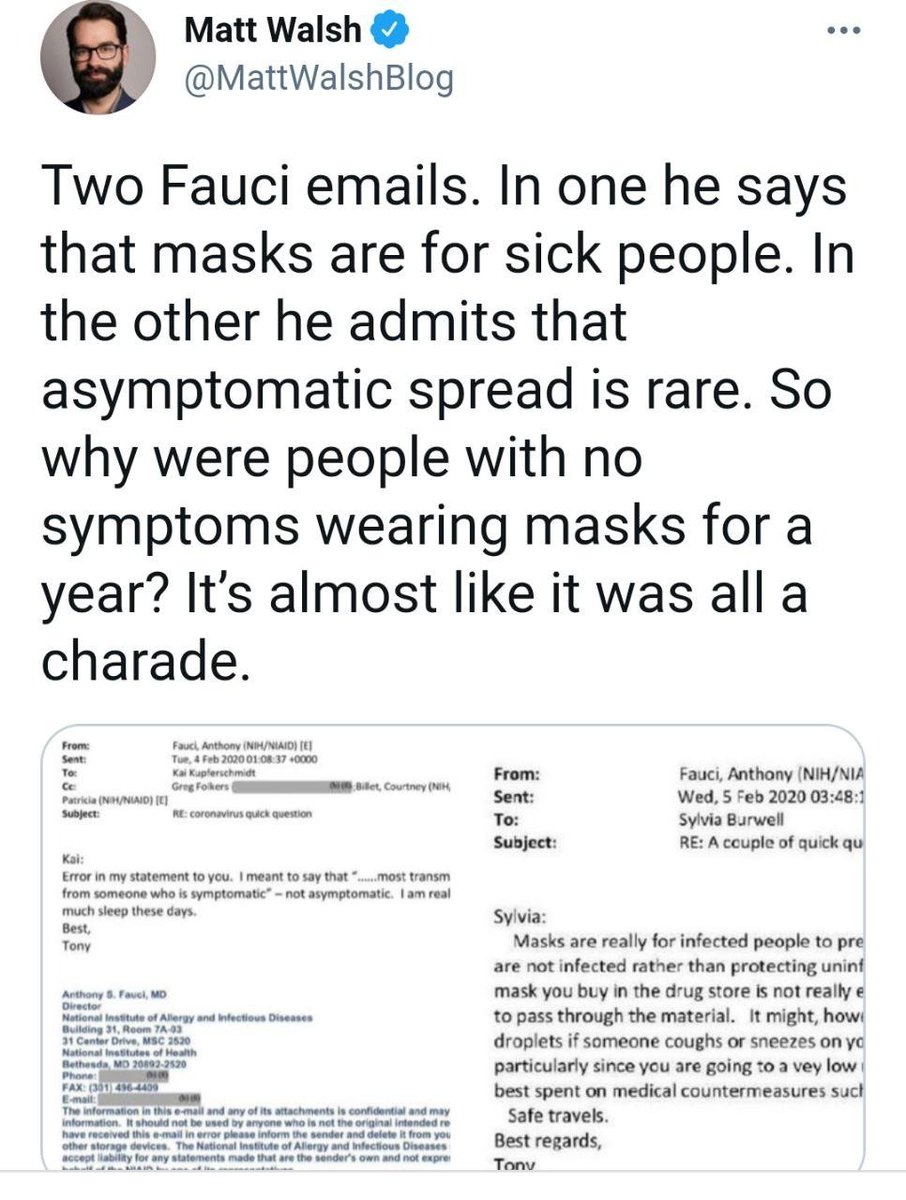 Matt Walsh
@MattWalshBlog
Two Fauci emails. In one he says
that masks are for sick people. In
the other he admits that
asymptomatic spread is rare. So
why were people with no
symptoms wearing masks for a
year? It's almost like it was all a
charade.
From: Fauci, Anthony (NIH/NIAID) [E]
Sent: Tue, 4 Feb 2020 01:08:37 +0000
To: Kai Kupferschmidt
Cc: Greg Folkers (b) (6); Billet, Courtney (NIH,
Patricia (NIH/NIAID) [E]
Subject: RE: coronavirus quick question
Kai:
Error in my statement to you. I meant to say that "......most transm
from someone who is symptomatic" – not asymptomatic. I am real
much sleep these days.
Best,
Tony
Anthony S. Fauci, MD
Director
National Institute of Allergy and Infectious Diseases
Building 31, Room 7A-03
31 Center Drive, MSC 2520
National Institutes of Health
Bethesda, MD 20892-2520
Phone: (b) (6)
FAX: (301) 496-4409
E-mail: (b) (6)
The information in this e-mail and any of its attachments is confidential and may
information. It should not be used by anyone who is not the original intended re
have received this e-mail in error please inform the sender and delete it from you
other storage devices. The National Institute of Allergy and Infectious Diseases
accept liability for any statements made that are the sender's own and not expre
From: Fauci, Anthony (NIH/NIA
Sent: Wed, 5 Feb 2020 03:48:1
To: Sylvia Burwell
Subject: RE: A couple of quick qu
Sylvia:
Masks are really for infected people to pre
are not infected rather than protecting uninf
mask you buy in the drug store is not really e
to pass through the material. It might, how
droplets if someone coughs or sneezes on yo
particularly since you are going to a vey low
best spent on medical countermeasures such
Safe travels.
Best regards,
Tony